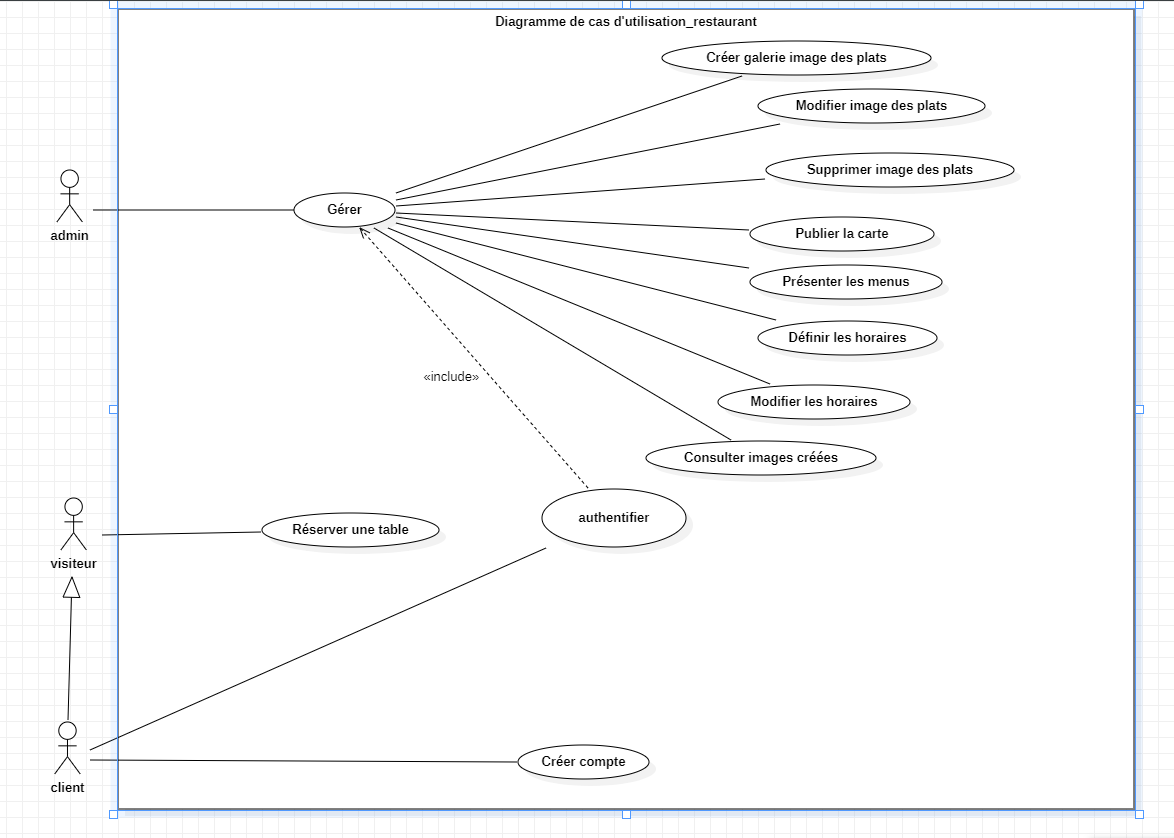 Diagramme de cas d'utilisation_restaurant
Créer galerie image des plats
Modifier image des plats
Supprimer image des plats
Gérer
admin
Publier la carte
Présenter les menus
Définir les horaires
«include»
Modifier les horaires
Consulter images créées
authentifier
Réserver une table
visiteur
Créer compte
client